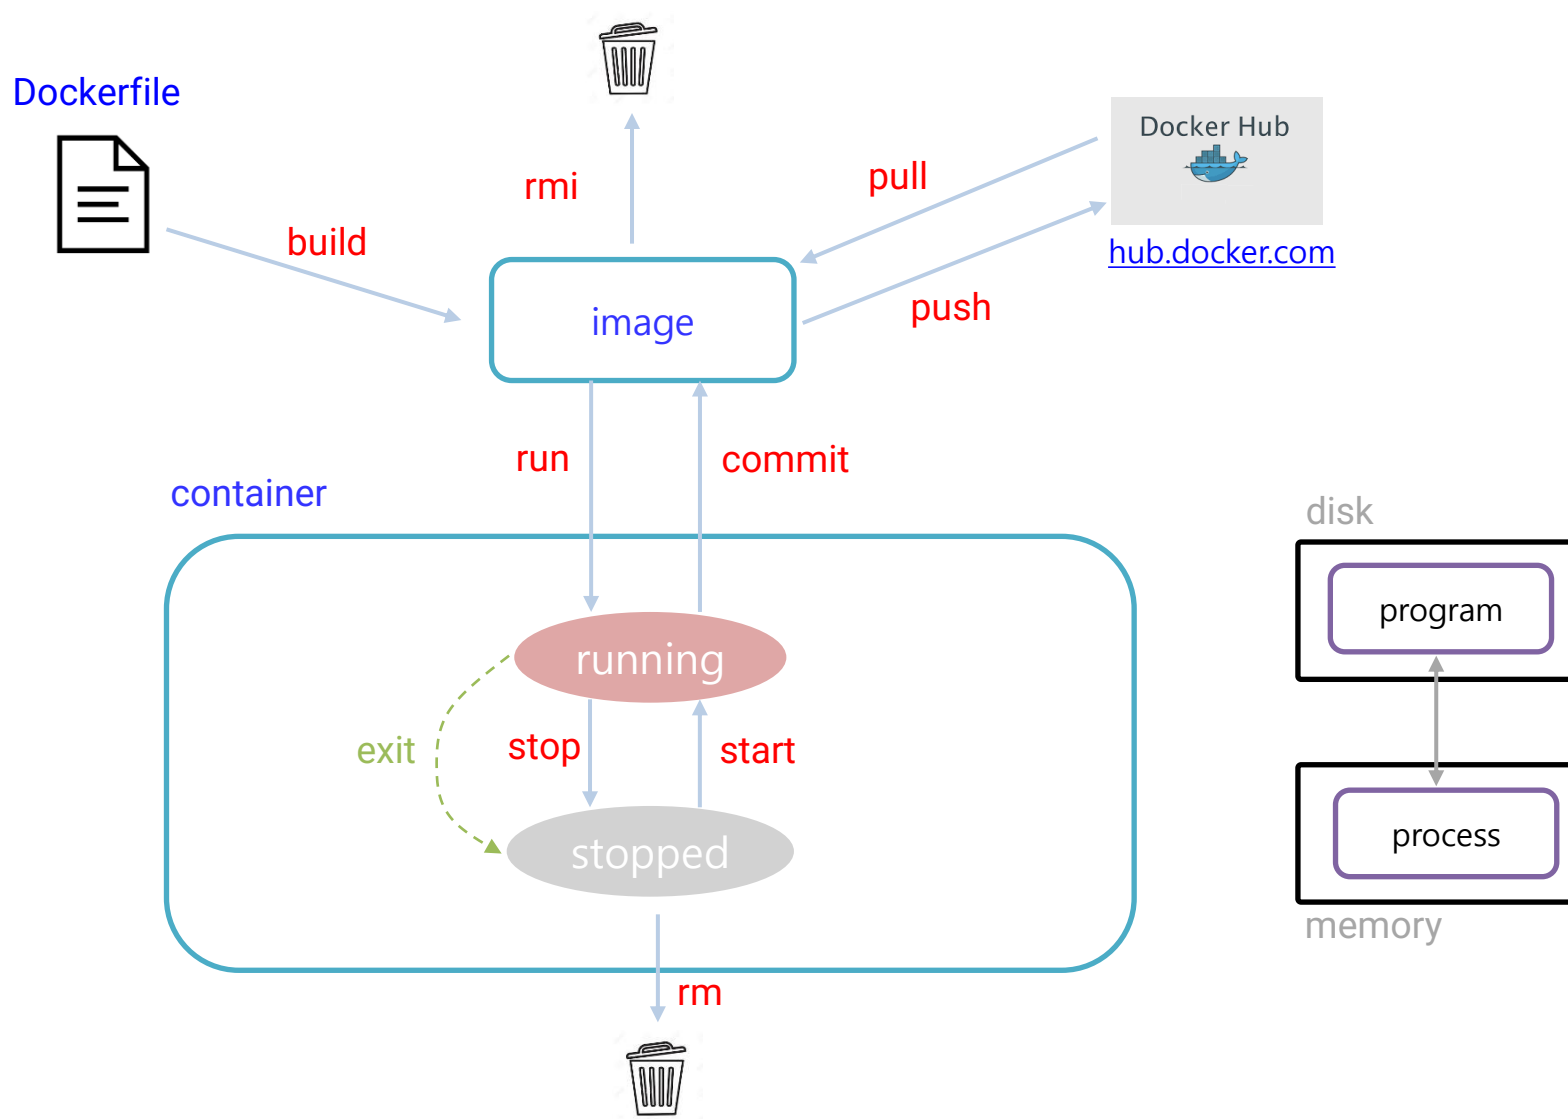 Dockerfile
Docker Hub
rmi
pull
build
hub.docker.com
push
image
run
commit
container
disk
program
running
exit
stop
start
process
stopped
memory
rm